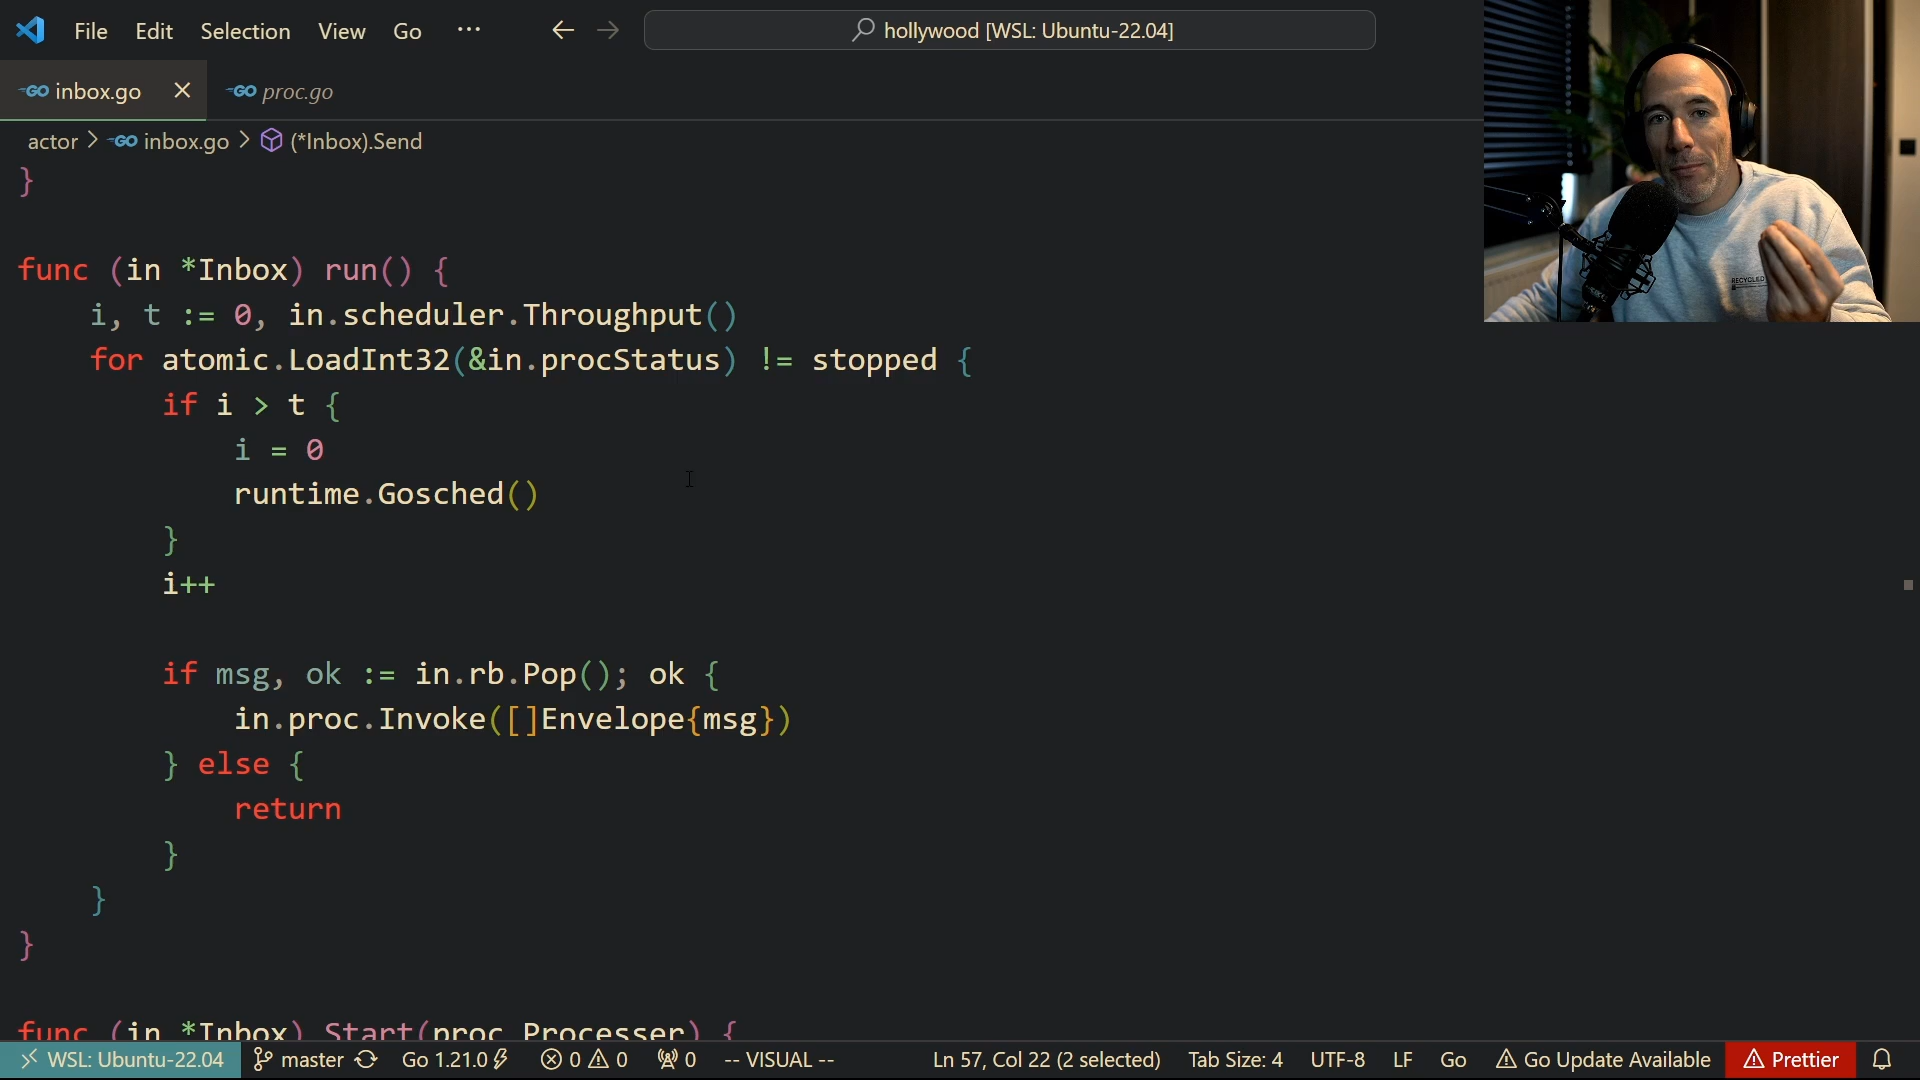 File Edit Selection View Go ··· hollywood [WSL: Ubuntu-22.04]
GO inbox.go GO proc.go
actor > GO inbox.go > (*Inbox).Send
}
func (in *Inbox) run() {
i, t := 0, in.scheduler.Throughput()
for atomic.LoadInt32(&in.procStatus) != stopped {
if i > t {
i = 0
runtime.Gosched()
}
i++
if msg, ok := in.rb.Pop(); ok {
in.proc.Invoke([]Envelope{msg})
} else {
return
}
}
}
func (in *Inbox) Start(proc Processer) {
WSL: Ubuntu-22.04 master Go 1.21.0 0 0 0 -- VISUAL -- Ln 57, Col 22 (2 selected) Tab Size: 4 UTF-8 LF Go Go Update Available Prettier
RECYCLED